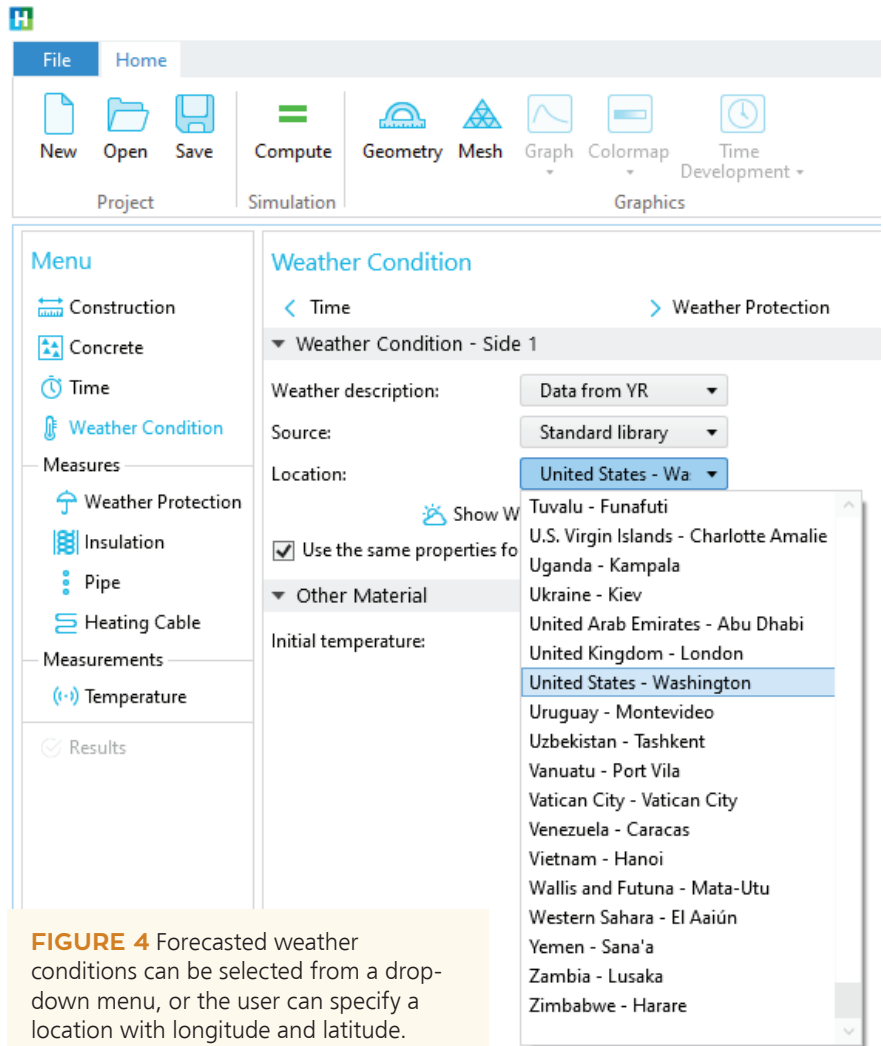 H
File Home
New Open Save Compute Geometry Mesh Graph Colormap Time Development
Project Simulation Graphics
Menu
Construction
Concrete
Time
Weather Condition
Measures
Weather Protection
Insulation
Pipe
Heating Cable
Measurements
Temperature
Results
Weather Condition
Time
Weather Protection
Weather Condition - Side 1
Weather description: Data from YR
Source: Standard library
Location: United States - Wa
Show W
Use the same properties fo
Other Material
Initial temperature:
Tuvalu - Funafuti
U.S. Virgin Islands - Charlotte Amalie
Uganda - Kampala
Ukraine - Kiev
United Arab Emirates - Abu Dhabi
United Kingdom - London
United States - Washington
Uruguay - Montevideo
Uzbekistan - Tashkent
Vanuatu - Port Vila
Vatican City - Vatican City
Venezuela - Caracas
Vietnam - Hanoi
Wallis and Futuna - Mata-Utu
Western Sahara - El Aaiún
Yemen - Sana'a
Zambia - Lusaka
Zimbabwe - Harare
FIGURE 4 Forecasted weather
conditions can be selected from a drop-
down menu, or the user can specify a
location with longitude and latitude.